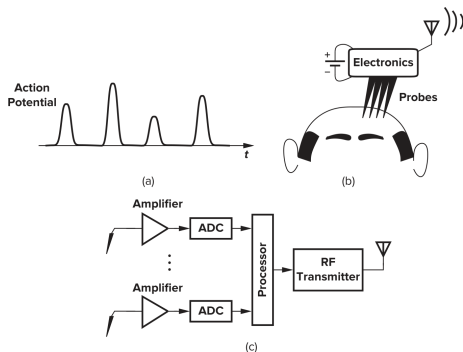 Action
Potential
t
(a)
+
−
Electronics
Probes
(b)
Amplifier
ADC
Amplifier
ADC
Processor
RF
Transmitter
(c)